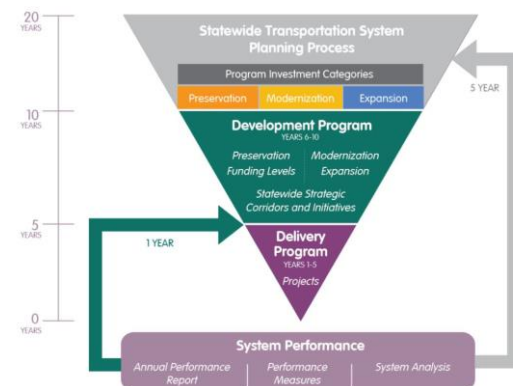 20
YEARS
Statewide Transportation System
Planning Process
Program Investment Categories
Preservation
Modernization
Expansion
5 YEAR
10
YEARS
Development Program
YEARS 6-10
Preservation
Funding Levels
Modernization
Expansion
Statewide Strategic
Corridors and Initiatives
5
YEARS
1 YEAR
Delivery
Program
YEARS 1-5
Projects
0
YEARS
System Performance
Annual Performance
Report
Performance
Measures
System Analysis